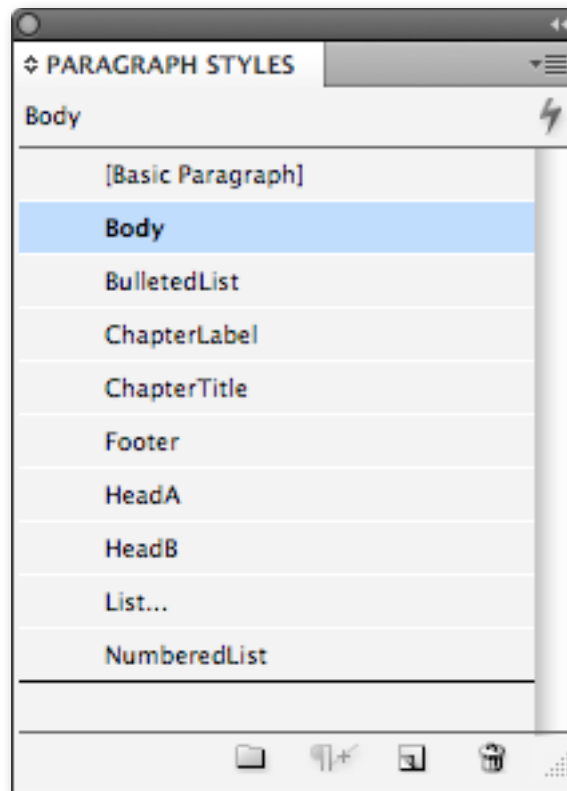 PARAGRAPH STYLES
Body
[Basic Paragraph]
Body
BulletedList
ChapterLabel
ChapterTitle
Footer
HeadA
HeadB
List...
NumberedList